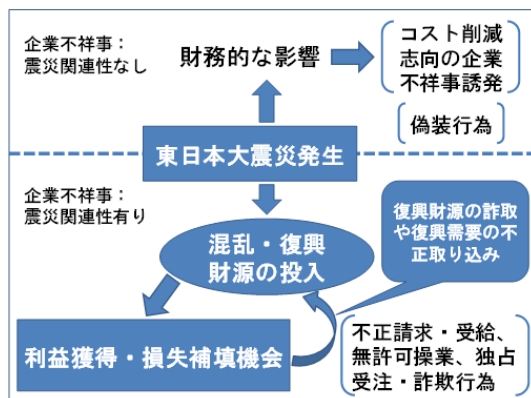 企業不祥事：
震災関連性なし
財務的な影響
コスト削減
志向の企業
不祥事誘発
偽装行為
東日本大震災発生
企業不祥事：
震災関連性有り
混乱・復興
財源の投入
復興財源の詐取
や復興需要の不
正取り込み
利益獲得・損失補填機会
不正請求・受給、
無許可操業、独占
受注・詐欺行為